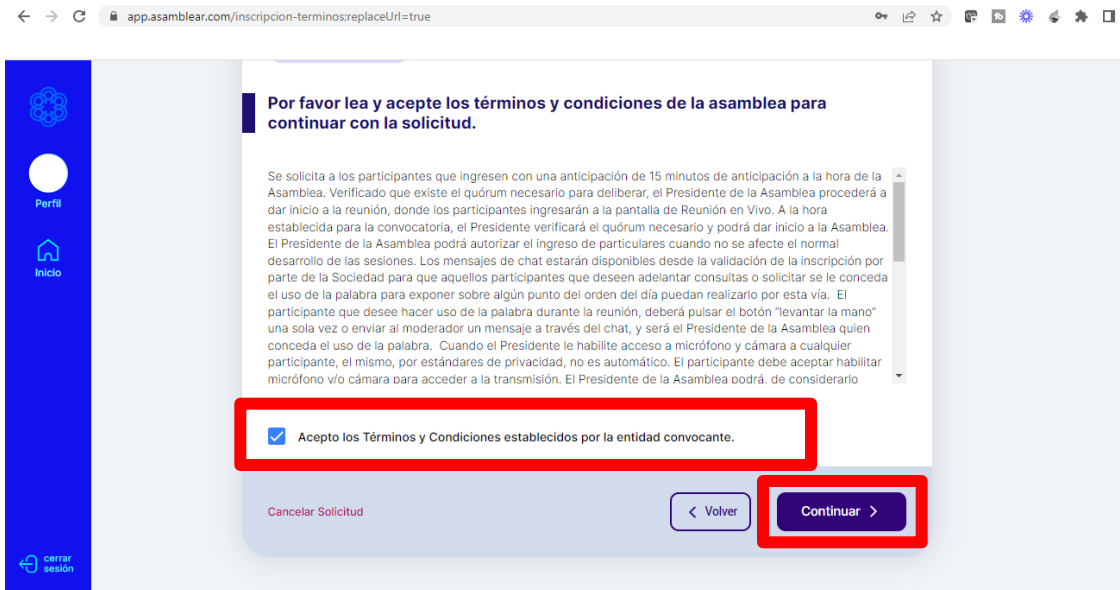 app.asamblear.com/inscripcion-terminos;replaceUrl=true
Por favor lea y acepte los términos y condiciones de la asamblea para
continuar con la solicitud.
Perfil
Inicio
Se solicita a los participantes que ingresen con una anticipación de 15 minutos de anticipación a la hora de la
Asamblea. Verificado que existe el quórum necesario para deliberar, el Presidente de la Asamblea procederá a
dar inicio a la reunión, donde los participantes ingresarán a la pantalla de Reunión en Vivo. A la hora
establecida para la convocatoria, el Presidente verificará el quórum necesario y podrá dar inicio a la Asamblea.
El Presidente de la Asamblea podrá autorizar el ingreso de particulares cuando no se afecte el normal
desarrollo de las sesiones. Los mensajes de chat estarán disponibles desde la validación de la inscripción por
parte de la Sociedad para que aquellos participantes que deseen adelantar consultas o solicitar se le conceda
el uso de la palabra para exponer sobre algún punto del orden del día puedan realizarlo por esta vía. El
participante que desee hacer uso de la palabra durante la reunión, deberá pulsar el botón “levantar la mano”
una sola vez o enviar al moderador un mensaje a través del chat, y será el Presidente de la Asamblea quien
conceda el uso de la palabra. Cuando el Presidente le habilite acceso a micrófono y cámara a cualquier
participante, el mismo, por estándares de privacidad, no es automático. El participante debe aceptar habilitar
micrófono y/o cámara para acceder a la transmisión. El Presidente de la Asamblea podrá, de considerarlo
Acepto los Términos y Condiciones establecidos por la entidad convocante.
Cancelar Solicitud
Volver
Continuar
cerrar
sesión